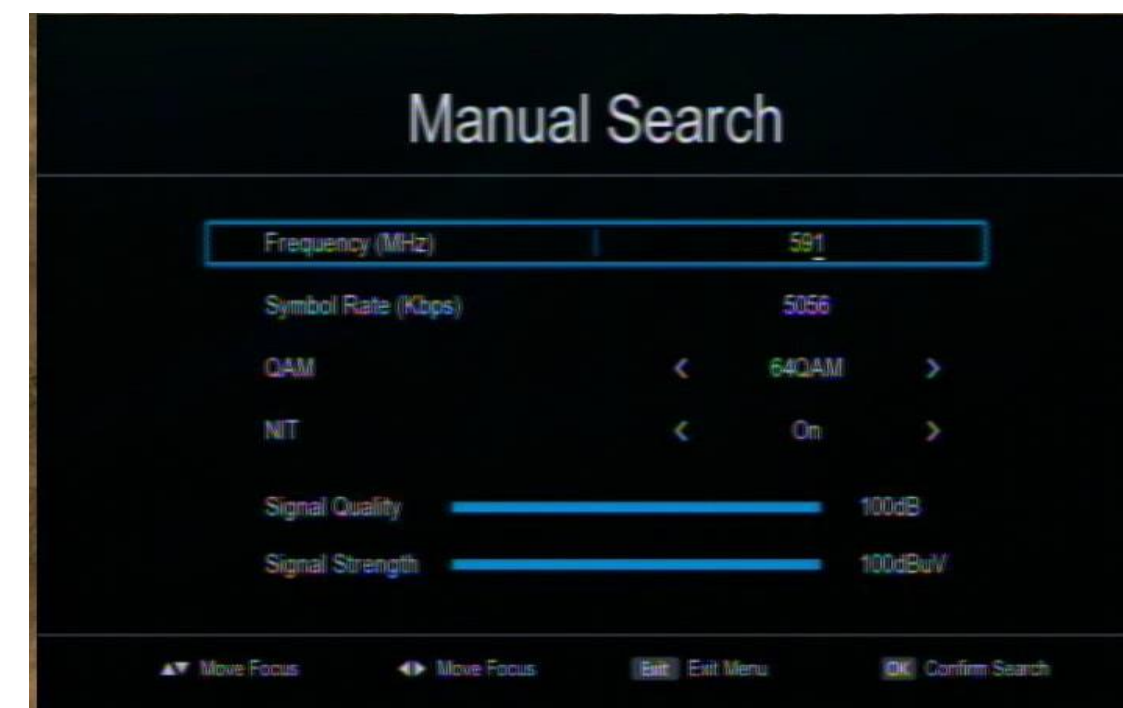 Manual Search
Frequency (MHz) 591
Symbol Rate (Kbps) 5056
QAM < 64QAM >
NIT < On >
Signal Quality 100dB
Signal Strength 100dBuV
▲▼ Move Focus ◀▶ Move Focus Exit Exit Menu OK Confirm Search